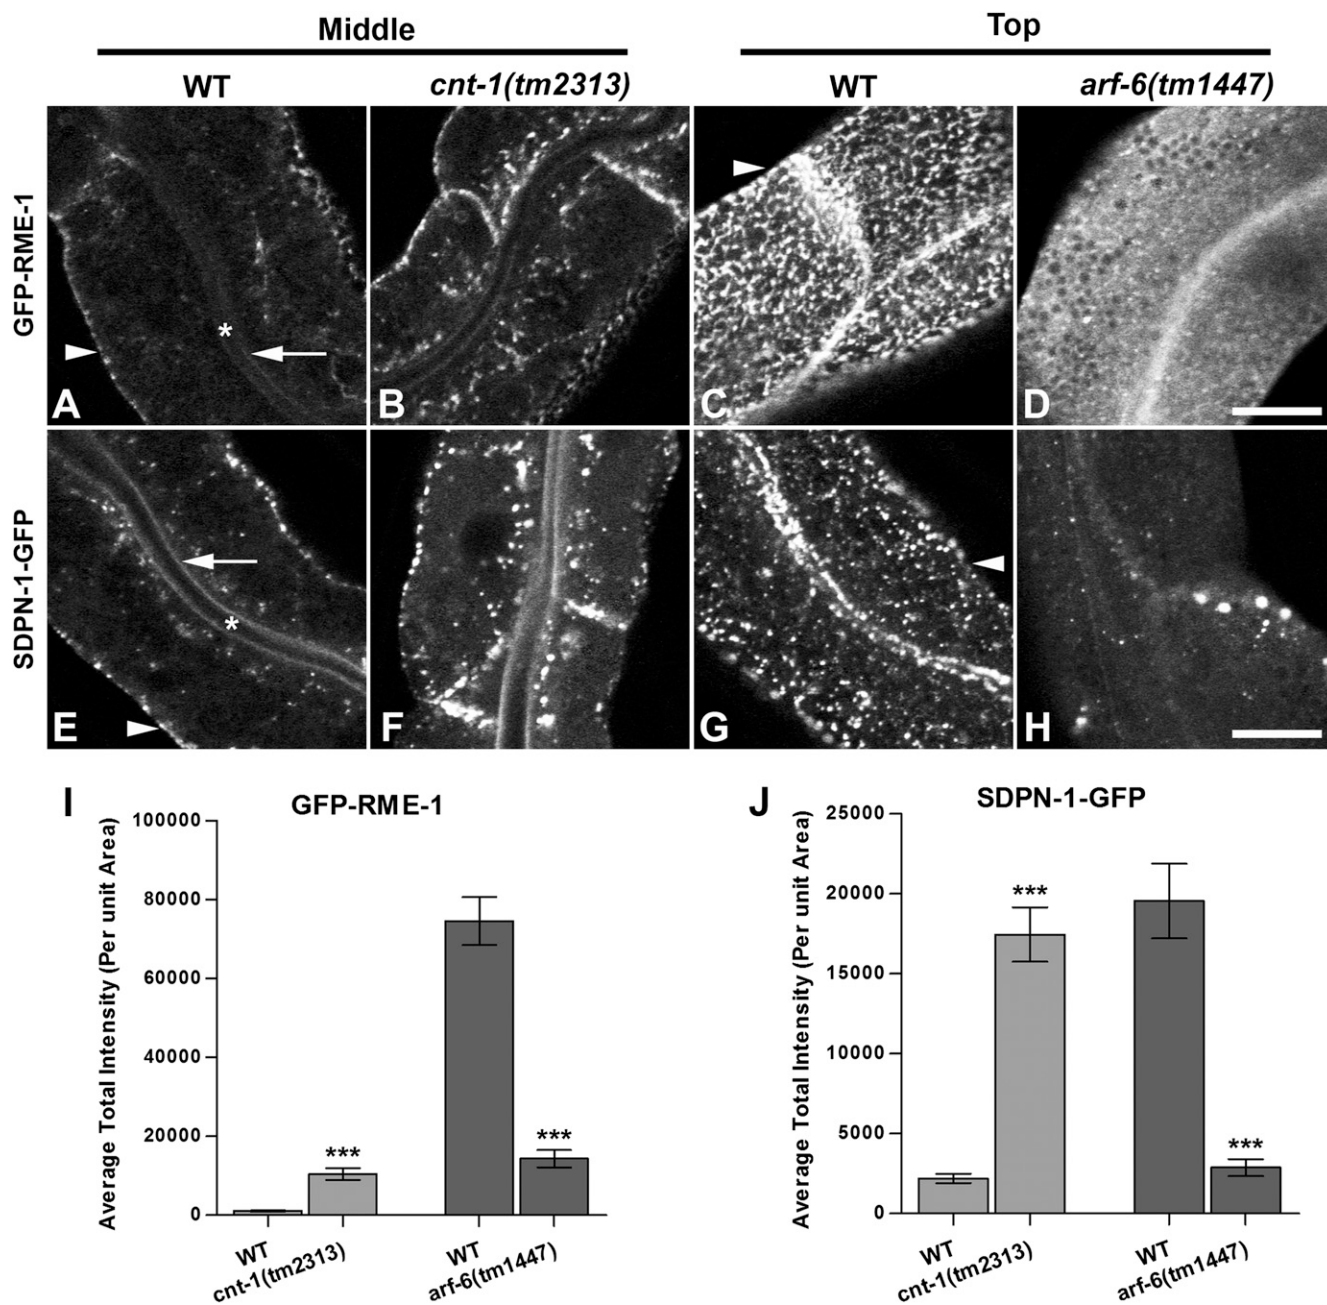 Middle Top
WT cnt-1(tm2313) WT arf-6(tm1447)
GFP-RME-1
* 
A B C D
SDPN-1-GFP
*
E F G H
I GFP-RME-1
Average Total Intensity (Per unit Area)
100000
80000
60000
40000
20000
0
***
***
WT
cnt-1(tm2313)
WT
arf-6(tm1447)
J SDPN-1-GFP
Average Total Intensity (Per unit Area)
25000
20000
15000
10000
5000
0
***
***
WT
cnt-1(tm2313)
WT
arf-6(tm1447)